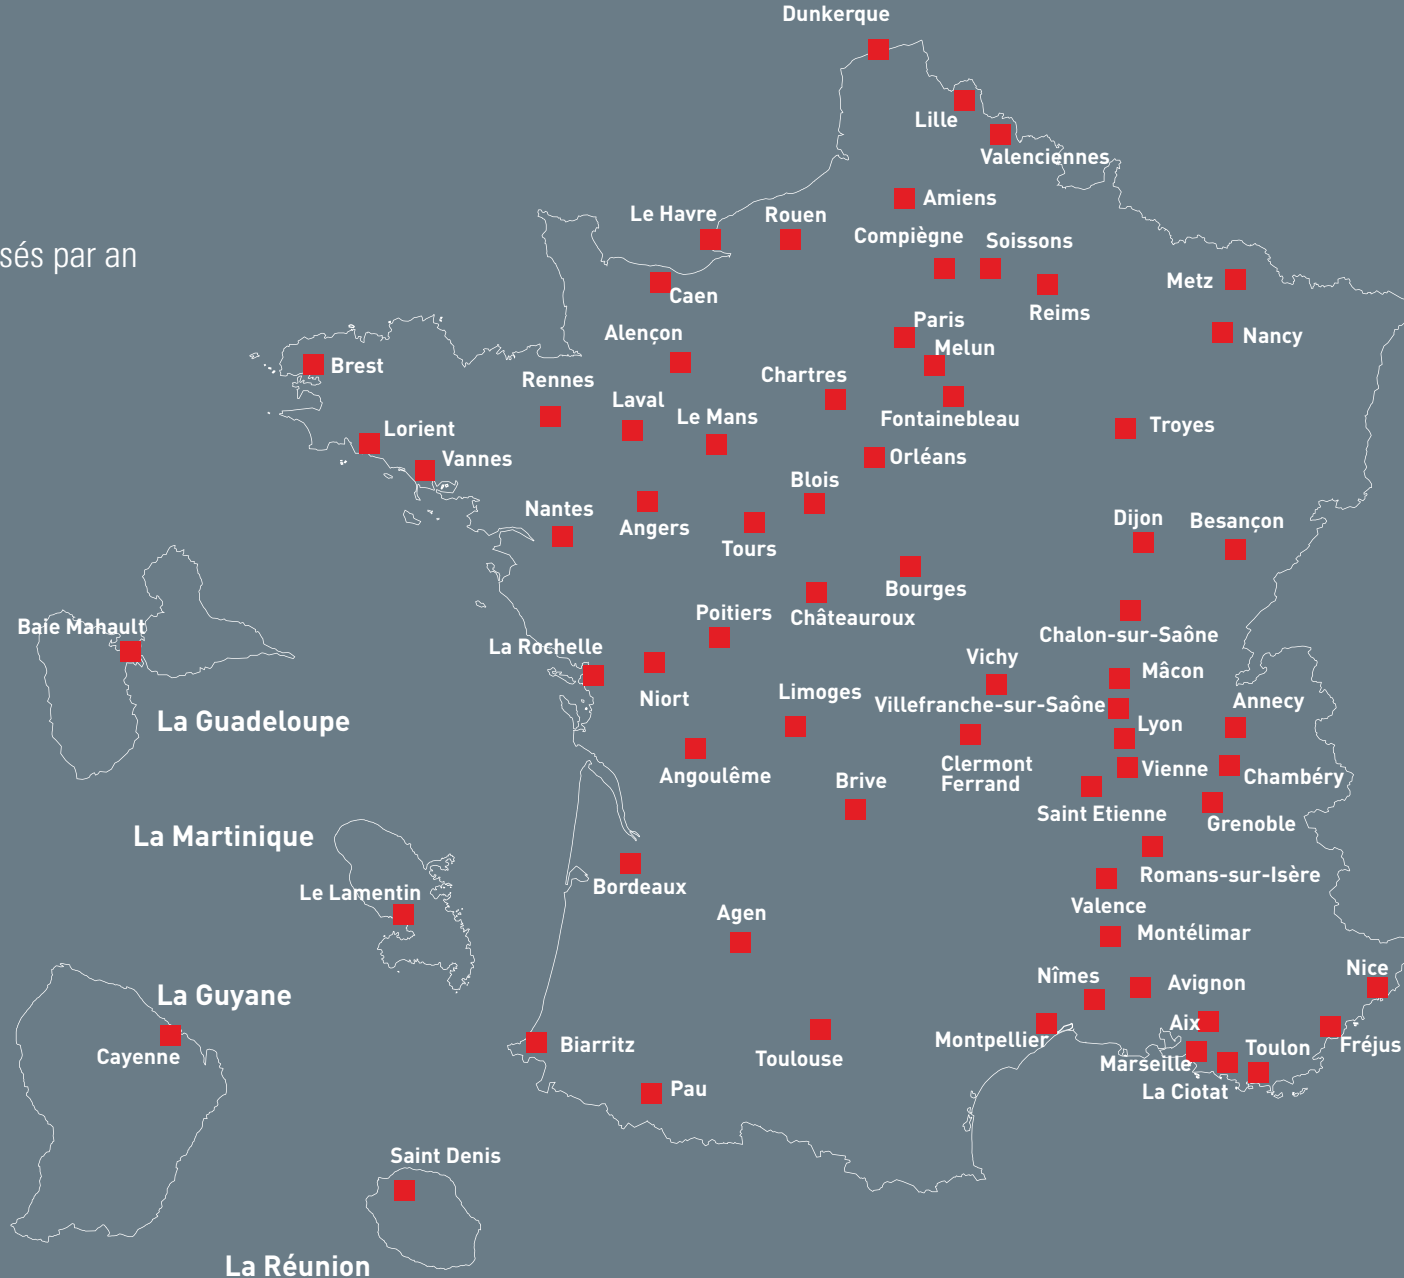 Dunkerque
Lille
Valenciennes
Amiens
Le Havre
Rouen
Compiègne
Soissons
sés par an
Metz
Caen
Reims
Paris
Alençon
Nancy
Melun
Brest
Chartres
Rennes
Laval
Le Mans
Fontainebleau
Troyes
Lorient
Orléans
Vannes
Blois
Nantes
Angers
Dijon
Besançon
Tours
Bourges
Poitiers
Châteauroux
Baie Mahault
Chalon-sur-Saône
La Rochelle
Vichy
Mâcon
Niort
Limoges
Villefranche-sur-Saône
Annecy
La Guadeloupe
Lyon
Clermont
Ferrand
Vienne
Angoulême
Chambéry
Brive
Saint Etienne
Grenoble
La Martinique
Romans-sur-Isère
Bordeaux
Le Lamentin
Valence
Agen
Montélimar
Nice
Nîmes
Avignon
La Guyane
Aix
Montpellier
Biarritz
Toulon
Fréjus
Cayenne
Toulouse
Marseille
Pau
La Ciotat
Saint Denis
La Réunion